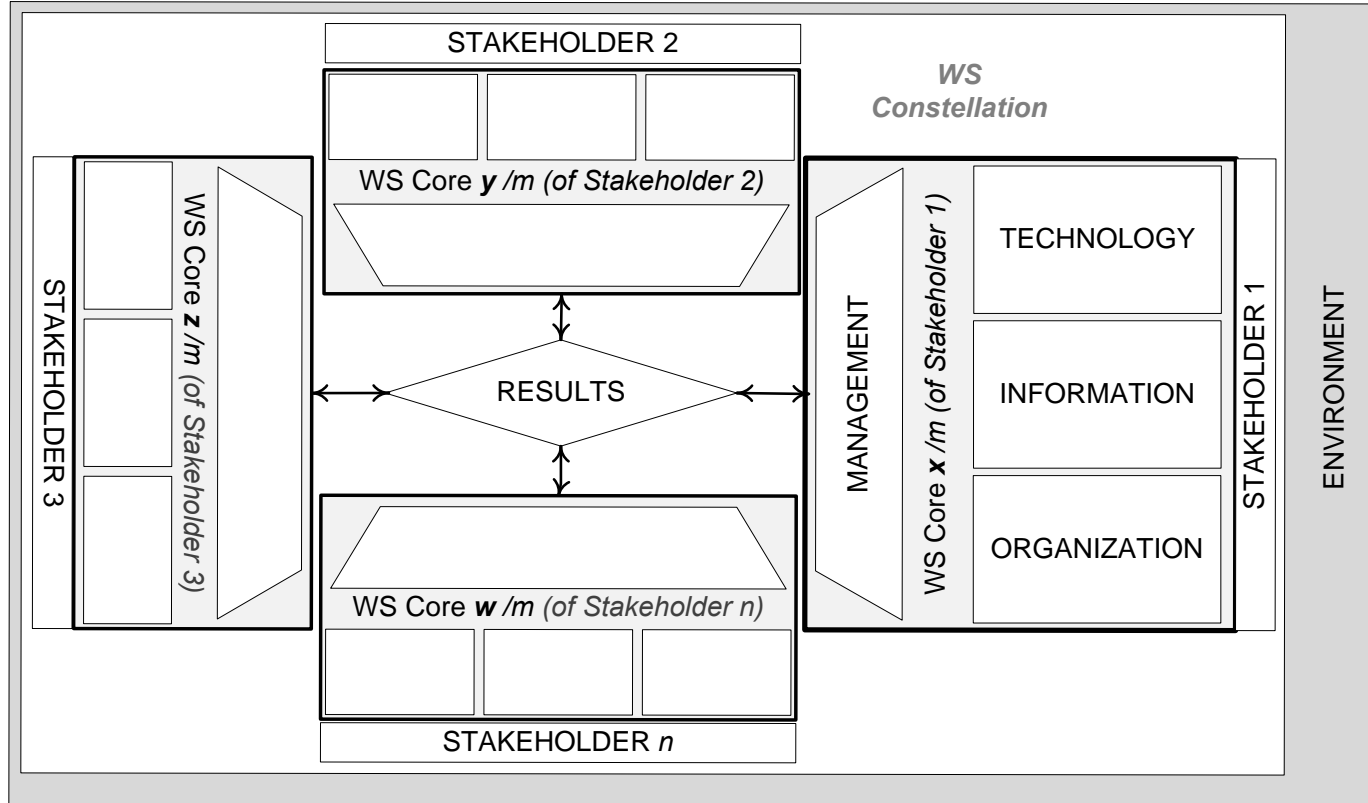 STAKEHOLDER 2
WS
Constellation
WS Core y /m (of Stakeholder 2)
STAKEHOLDER 3
WS Core z /m (of Stakeholder 3)
RESULTS
MANAGEMENT
WS Core x /m (of Stakeholder 1)
TECHNOLOGY
INFORMATION
ORGANIZATION
STAKEHOLDER 1
ENVIRONMENT
WS Core w /m (of Stakeholder n)
STAKEHOLDER n